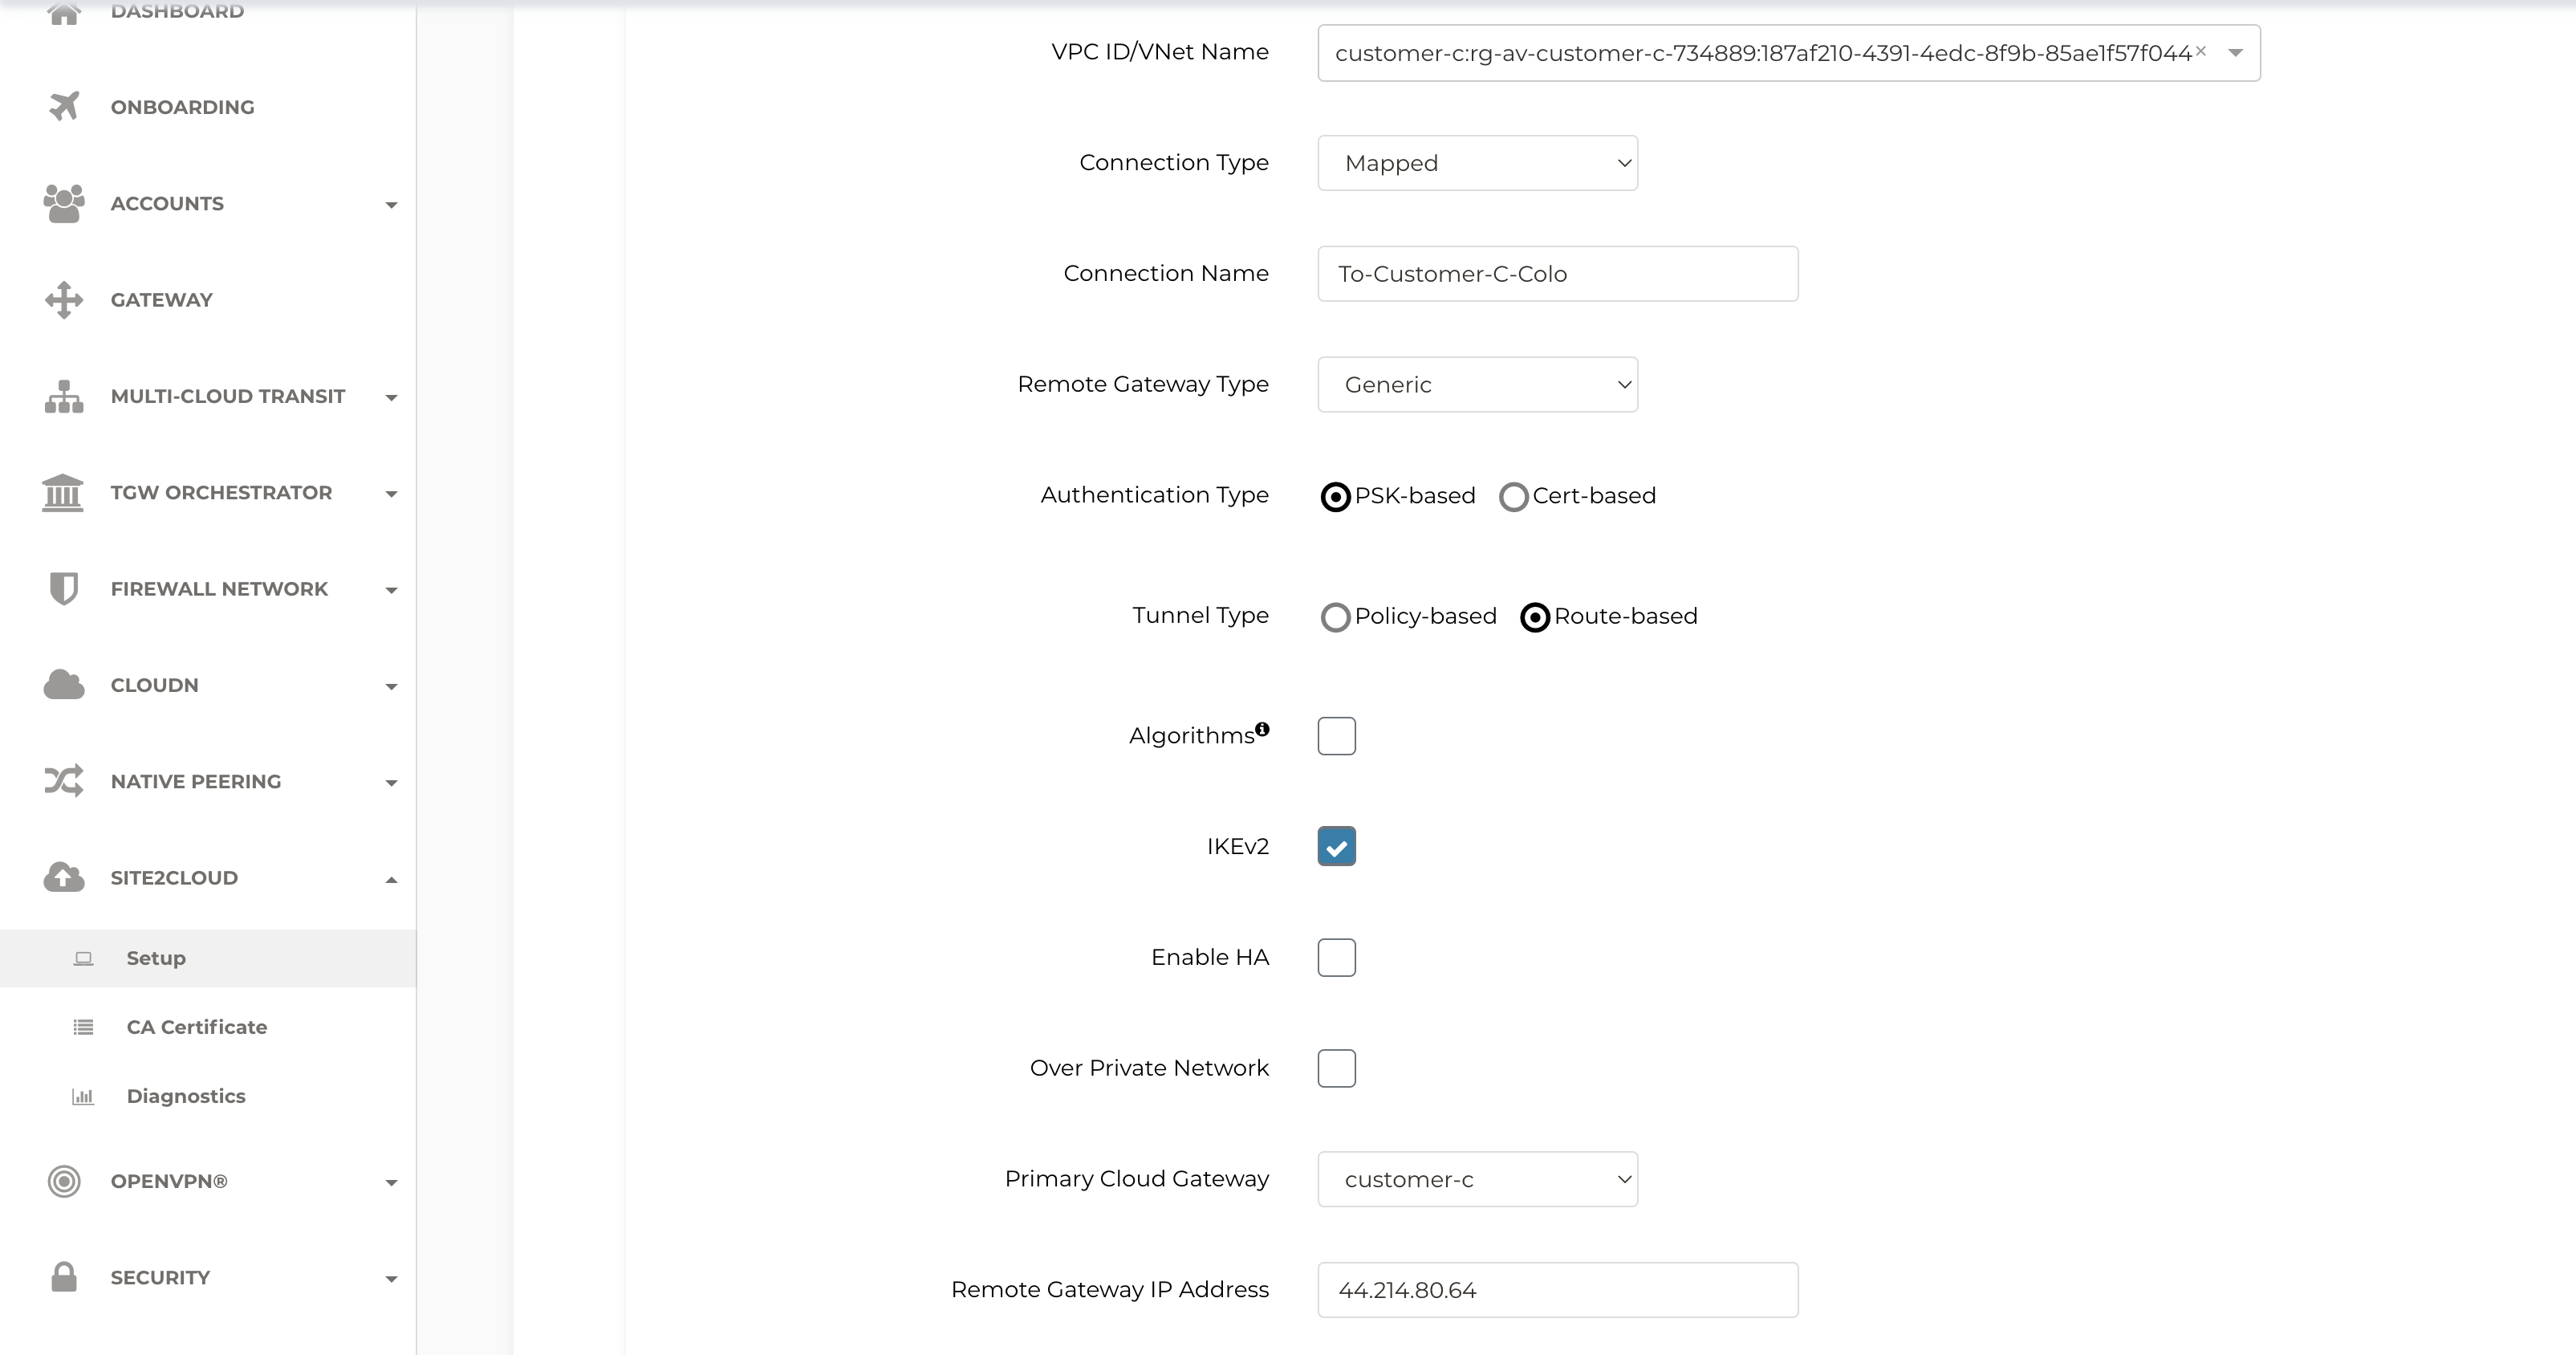 DASHBOARD
ONBOARDING
ACCOUNTS
GATEWAY
MULTI-CLOUD TRANSIT
TGW ORCHESTRATOR
FIREWALL NETWORK
CLOUDN
NATIVE PEERING
SITE2CLOUD
Setup
CA Certificate
Diagnostics
OPENVPN®
SECURITY
VPC ID/VNet Name customer-c:rg-av-customer-c-734889:187af210-4391-4edc-8f9b-85ae1f57f044×
Connection Type Mapped
Connection Name To-Customer-C-Colo
Remote Gateway Type Generic
Authentication Type PSK-based Cert-based
Tunnel Type Policy-based Route-based
Algorithms
IKEv2
Enable HA
Over Private Network
Primary Cloud Gateway customer-c
Remote Gateway IP Address 44.214.80.64